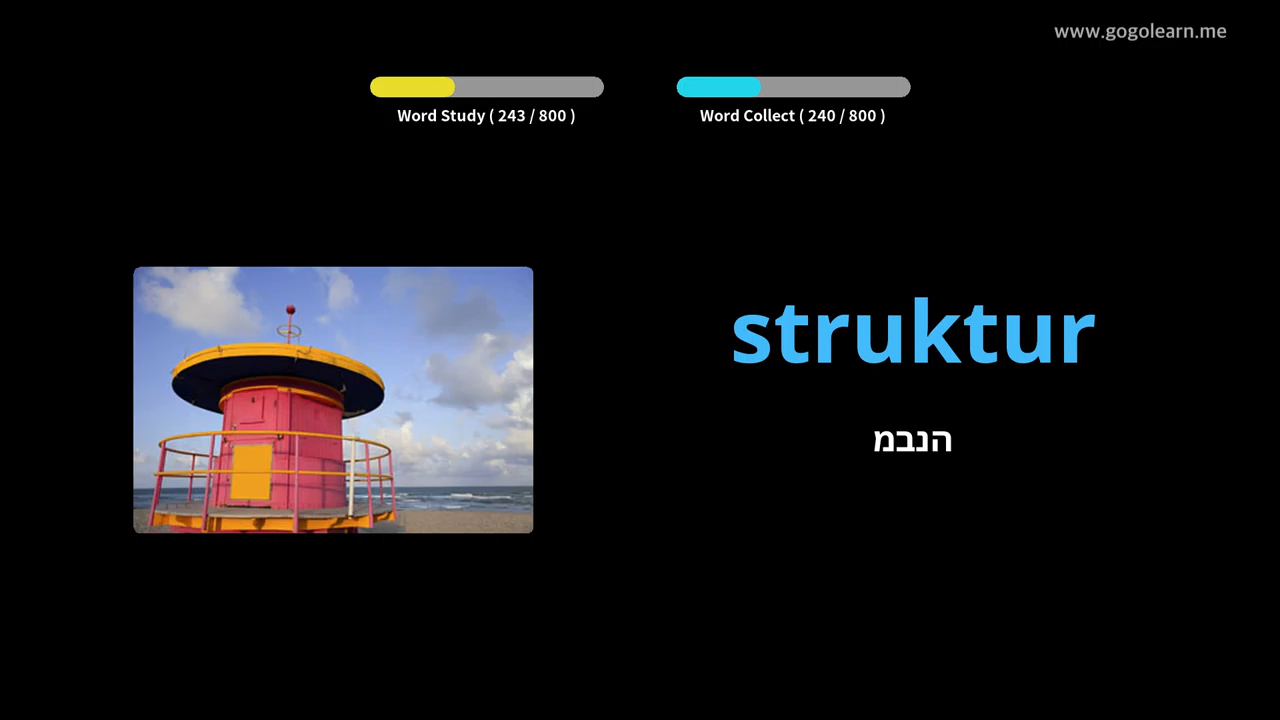 www.gogolearn.me
Word Study ( 243 / 800 )
Word Collect ( 240 / 800 )
struktur
הנבמ